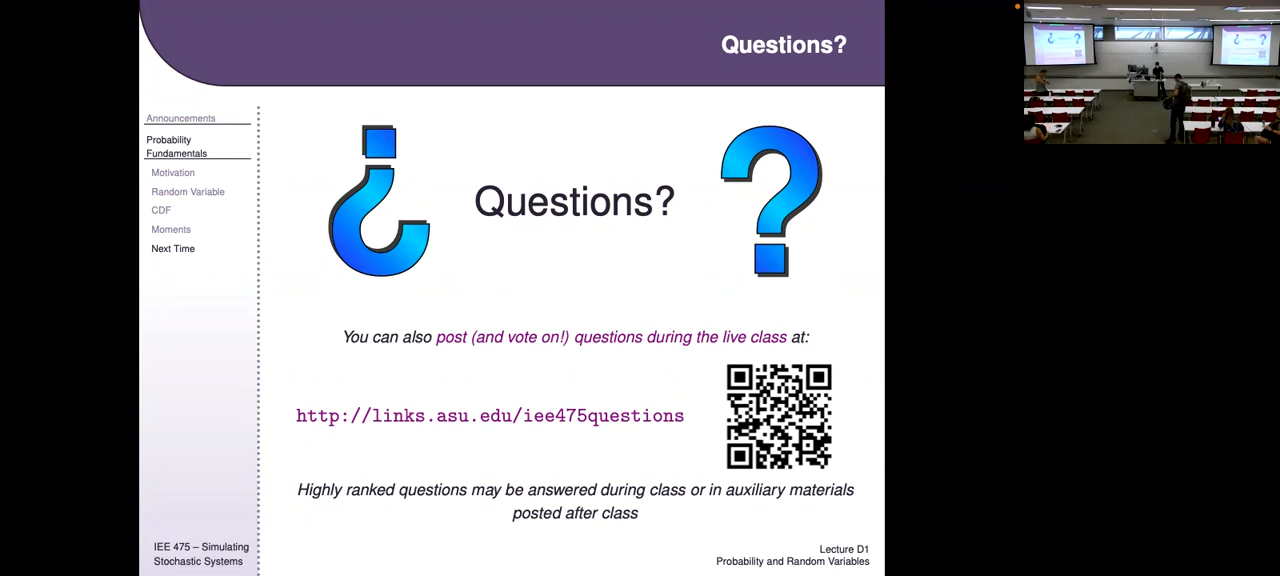 Questions?
Announcements
Probability
Fundamentals
Motivation
Random Variable
CDF
Moments
Next Time
¿ Questions? ?
You can also post (and vote on!) questions during the live class at:
http://links.asu.edu/iee475questions
Highly ranked questions may be answered during class or in auxiliary materials
posted after class
IEE 475 – Simulating
Stochastic Systems
Lecture D1
Probability and Random Variables